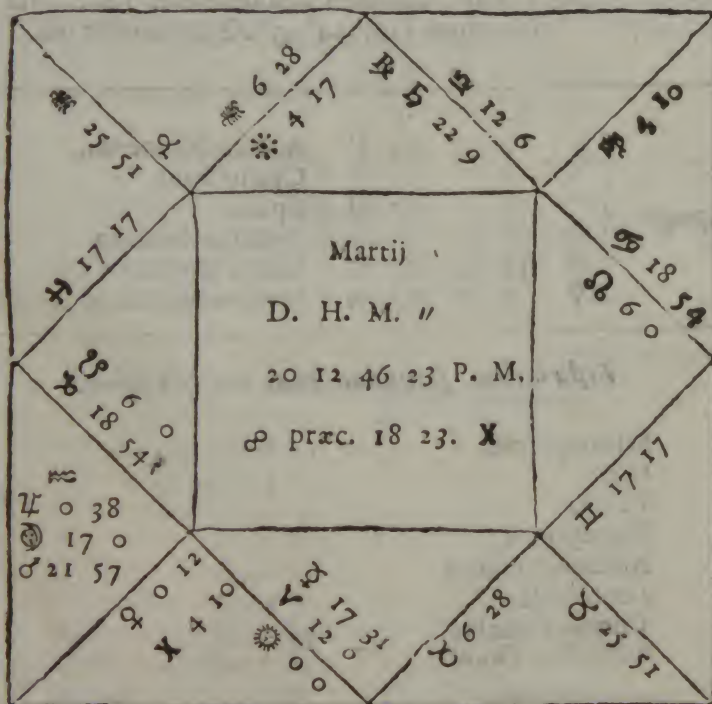 ♏ 6 28
4 17
℞ ♄ 22 9
♎ 12 6
♍ 4 10
25 51
♐ 17 17
♋ 18 54
☊ 6 0
Martij
D. H. M. "
20 12 46 23 P. M.
☍ præc. 18 23. ♓
☋ 6 0
♑ 18 54
♒
♃ 0 38
17 0
♂ 21 57
♀ 0 12
♓ 4 10
☉ 0 0
♈ 17 31
12 0
♉ 6 28
♉ 25 51
♊ 17 17